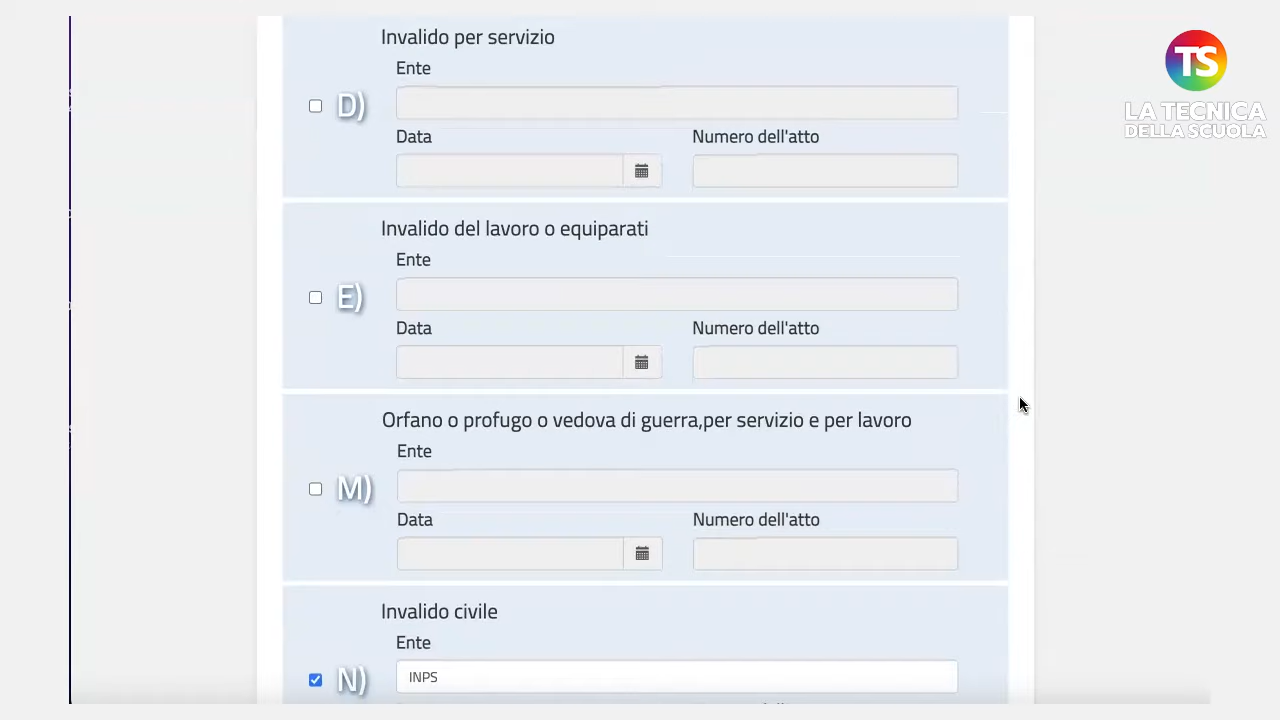 Invalido per servizio
Ente
D)
Data
Numero dell'atto
Invalido del lavoro o equiparati
Ente
E)
Data
Numero dell'atto
Orfano o profugo o vedova di guerra,per servizio e per lavoro
Ente
M)
Data
Numero dell'atto
Invalido civile
Ente
N)
INPS
TS
LA TECNICA
DELLA SCUOLA